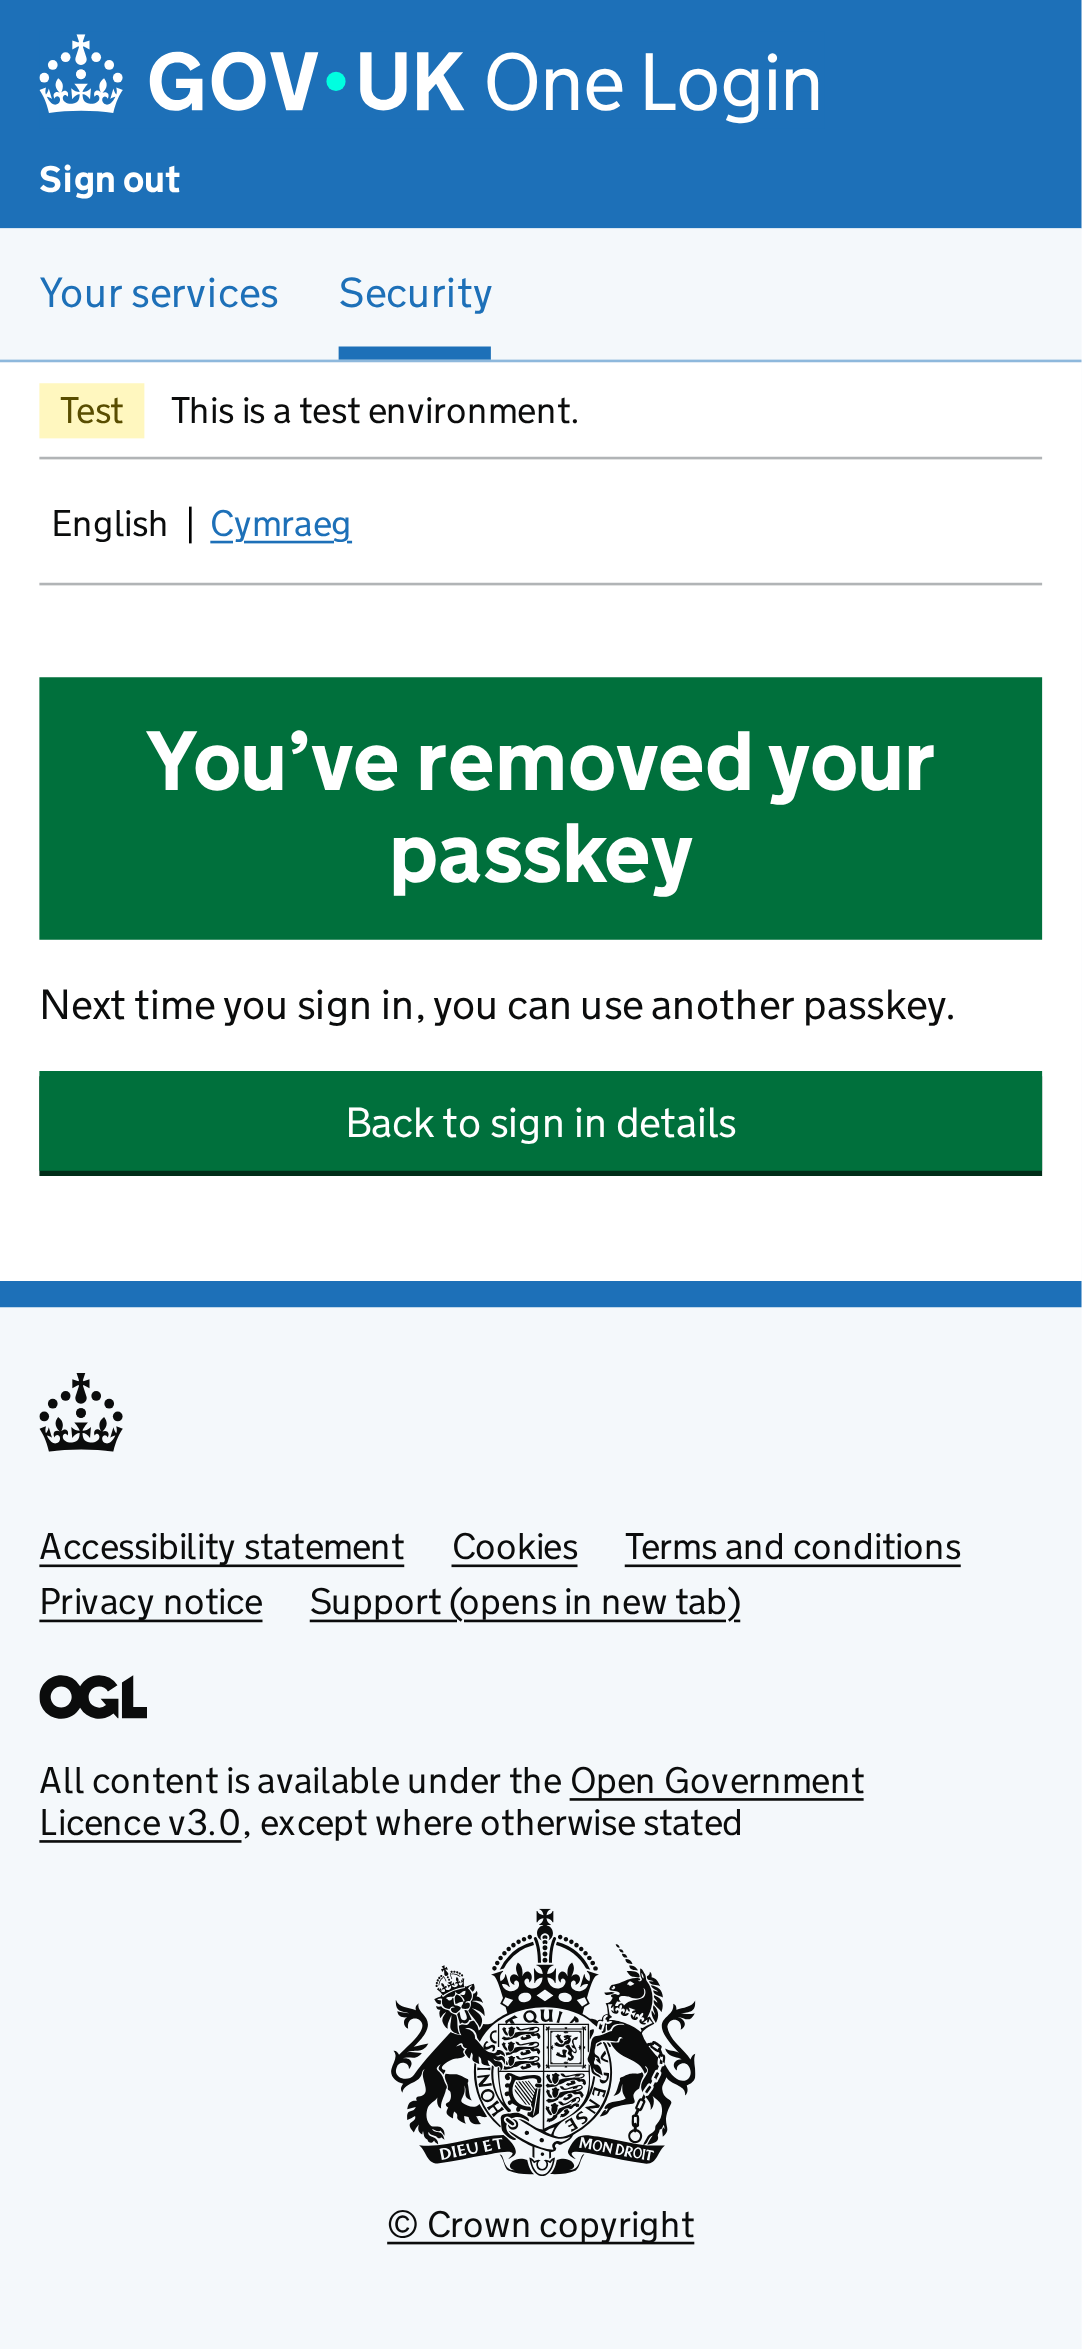 GOV·UK One Login
Sign out
Your services Security
Test This is a test environment.
English | Cymraeg
You’ve removed your
passkey
Next time you sign in, you can use another passkey.
Back to sign in details
Accessibility statement Cookies Terms and conditions
Privacy notice Support (opens in new tab)
OGL
All content is available under the Open Government
Licence v3.0, except where otherwise stated
DIEU ET MON DROIT
© Crown copyright